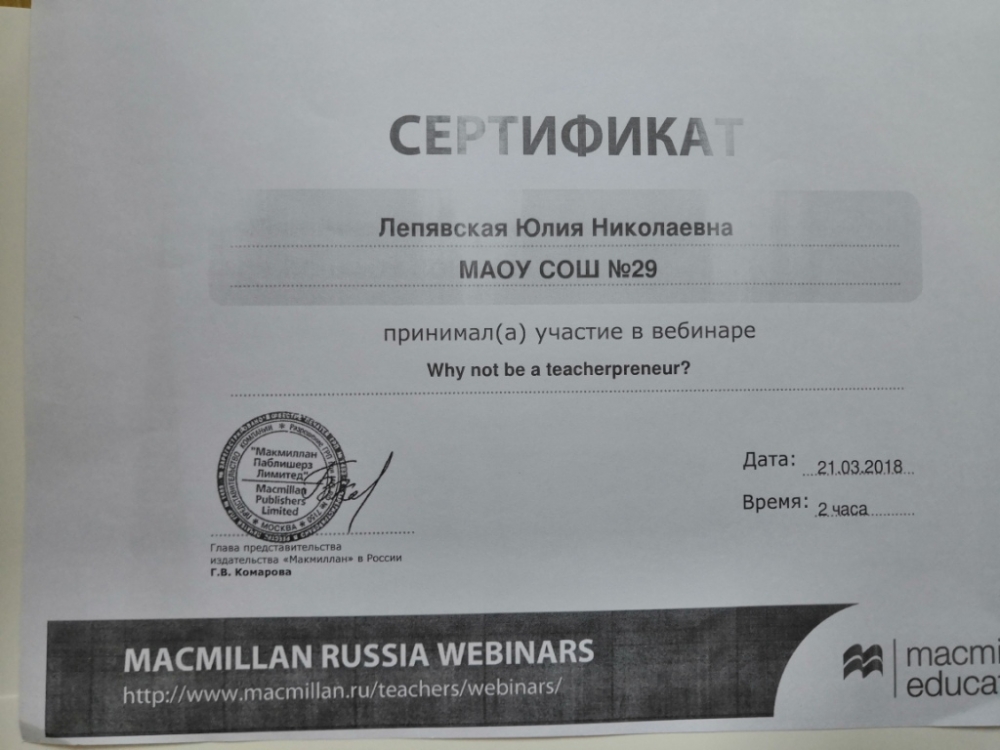 СЕРТИФИКАТ
Лепявская Юлия Николаевна
МАОУ СОШ №29
принимал(а) участие в вебинаре
Why not be a teacherpreneur?
"Макмиллан
Паблишерз
Лимитед"
Macmillan
Publishers
Limited
МОСКВА
Дата: 21.03.2018
Время: 2 часа
Глава представительства
издательства «Макмиллан» в России
Г.В. Комарова
MACMILLAN RUSSIA WEBINARS
http://www.macmillan.ru/teachers/webinars/
macmi
educa